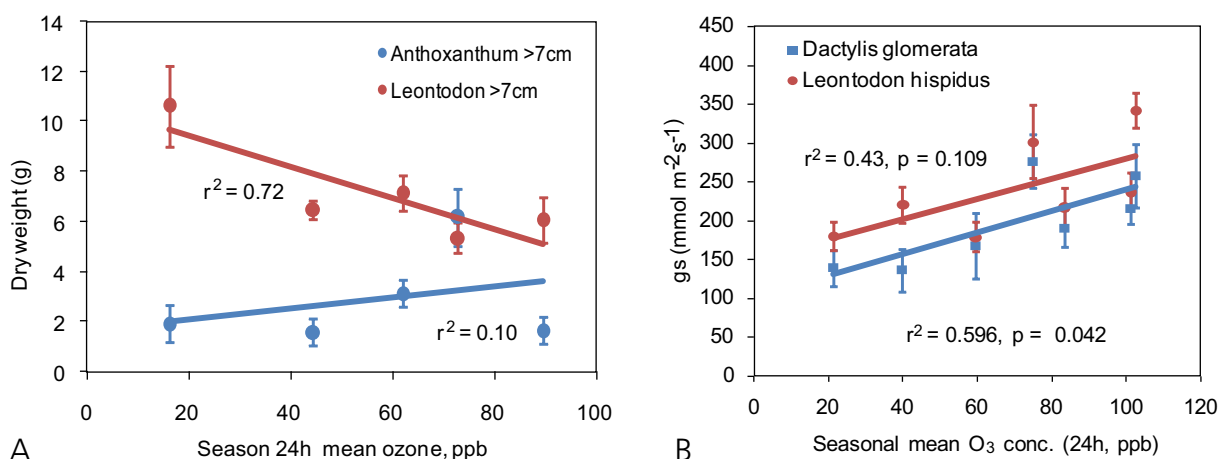 14
12
10
8
6
4
2
0
Dryweight (g)
Anthoxanthum >7cm
Leontodon >7cm
r² = 0.72
r² = 0.10
0 20 40 60 80 100
Season 24h mean ozone, ppb
A
450
400
350
300
250
200
150
100
50
0
gs (mmol m⁻²s⁻¹)
Dactylis glomerata
Leontodon hispidus
r² = 0.43, p = 0.109
r² = 0.596, p = 0.042
0 20 40 60 80 100 120
Seasonal mean O₃ conc. (24h, ppb)
B